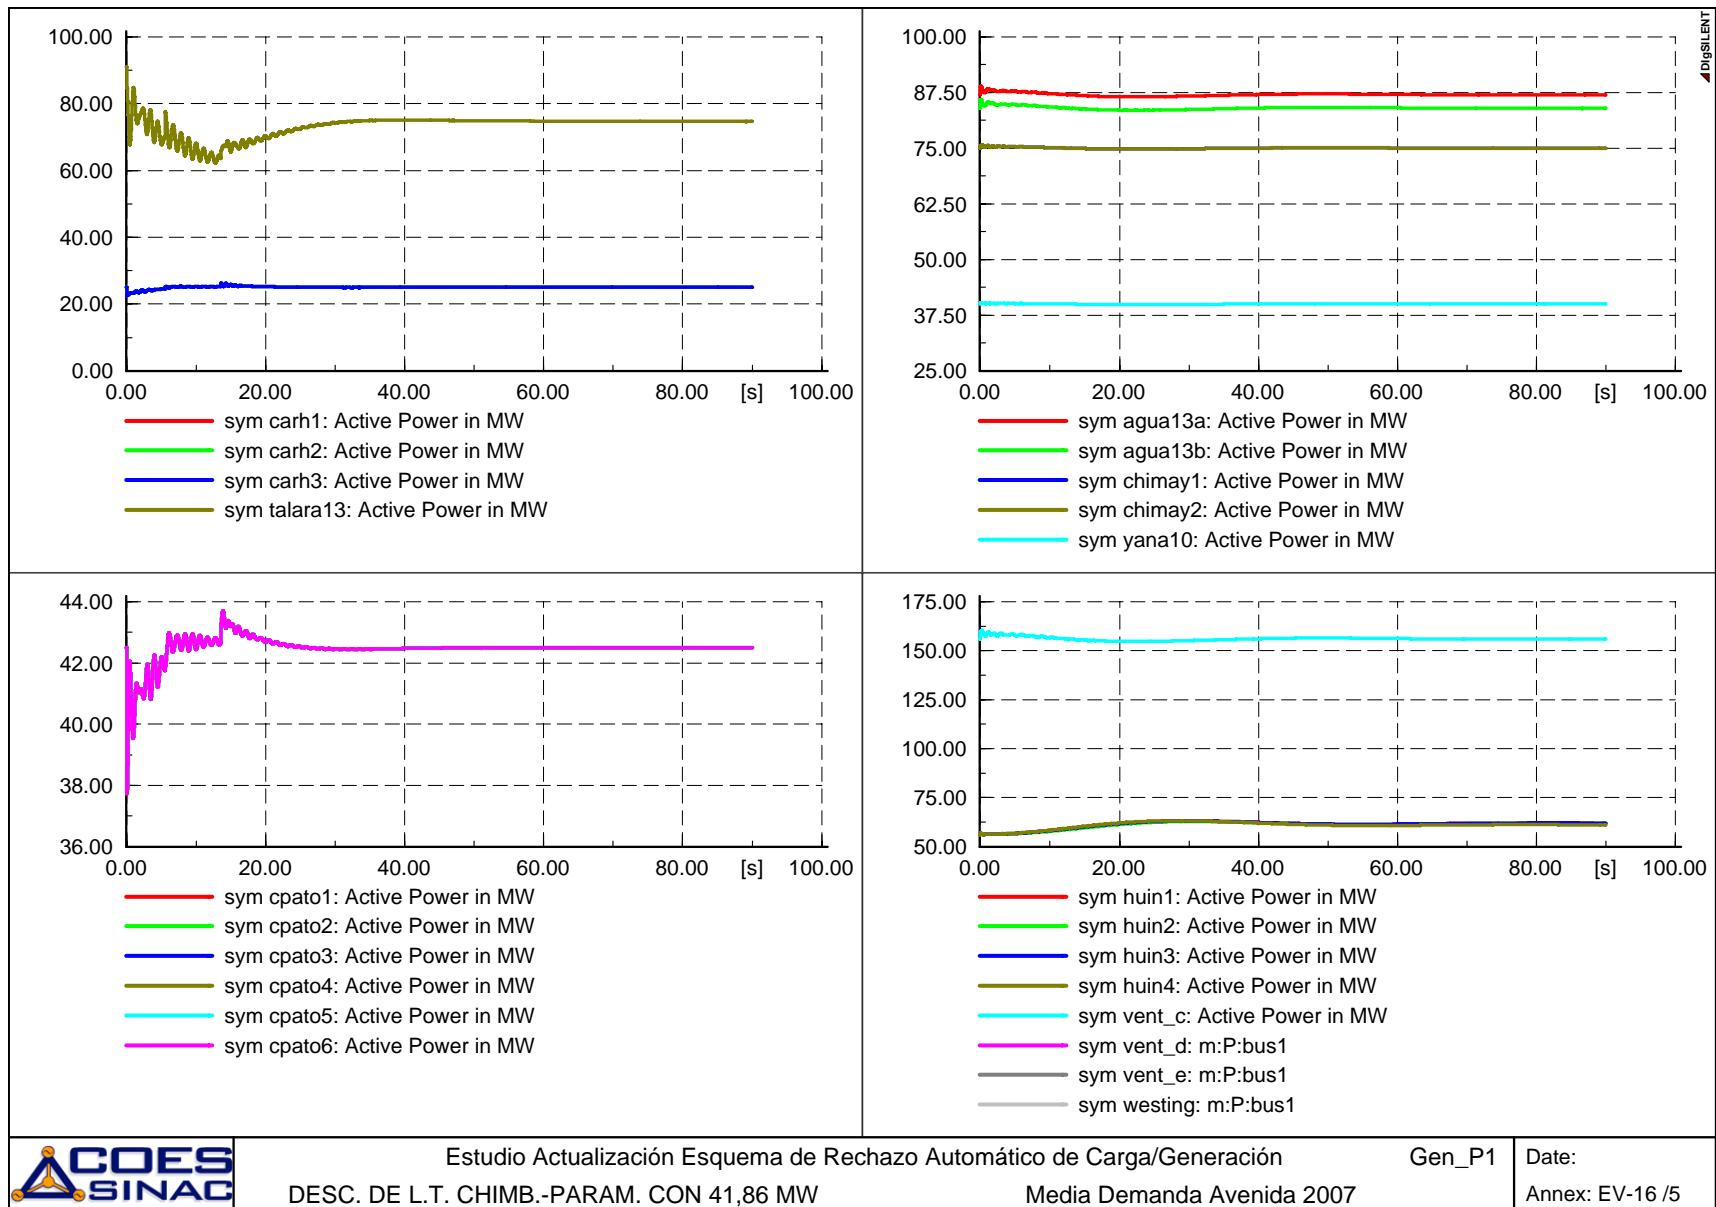 100.00
80.00
60.00
40.00
20.00
0.00
0.00 20.00 40.00 60.00 80.00 [s] 100.00
sym carh1: Active Power in MW
sym carh2: Active Power in MW
sym carh3: Active Power in MW
sym talara13: Active Power in MW
DIgSILENT
100.00
87.50
75.00
62.50
50.00
37.50
25.00
0.00 20.00 40.00 60.00 80.00 [s] 100.00
sym agua13a: Active Power in MW
sym agua13b: Active Power in MW
sym chimay1: Active Power in MW
sym chimay2: Active Power in MW
sym yana10: Active Power in MW
44.00
42.00
40.00
38.00
36.00
0.00 20.00 40.00 60.00 80.00 [s] 100.00
sym cpato1: Active Power in MW
sym cpato2: Active Power in MW
sym cpato3: Active Power in MW
sym cpato4: Active Power in MW
sym cpato5: Active Power in MW
sym cpato6: Active Power in MW
175.00
150.00
125.00
100.00
75.00
50.00
0.00 20.00 40.00 60.00 80.00 [s] 100.00
sym huin1: Active Power in MW
sym huin2: Active Power in MW
sym huin3: Active Power in MW
sym huin4: Active Power in MW
sym vent_c: Active Power in MW
sym vent_d: m:P:bus1
sym vent_e: m:P:bus1
sym westing: m:P:bus1
COES
SINAC
Estudio Actualización Esquema de Rechazo Automático de Carga/Generación Gen_P1
DESC. DE L.T. CHIMB.-PARAM. CON 41,86 MW Media Demanda Avenida 2007
Date:
Annex: EV-16 /5